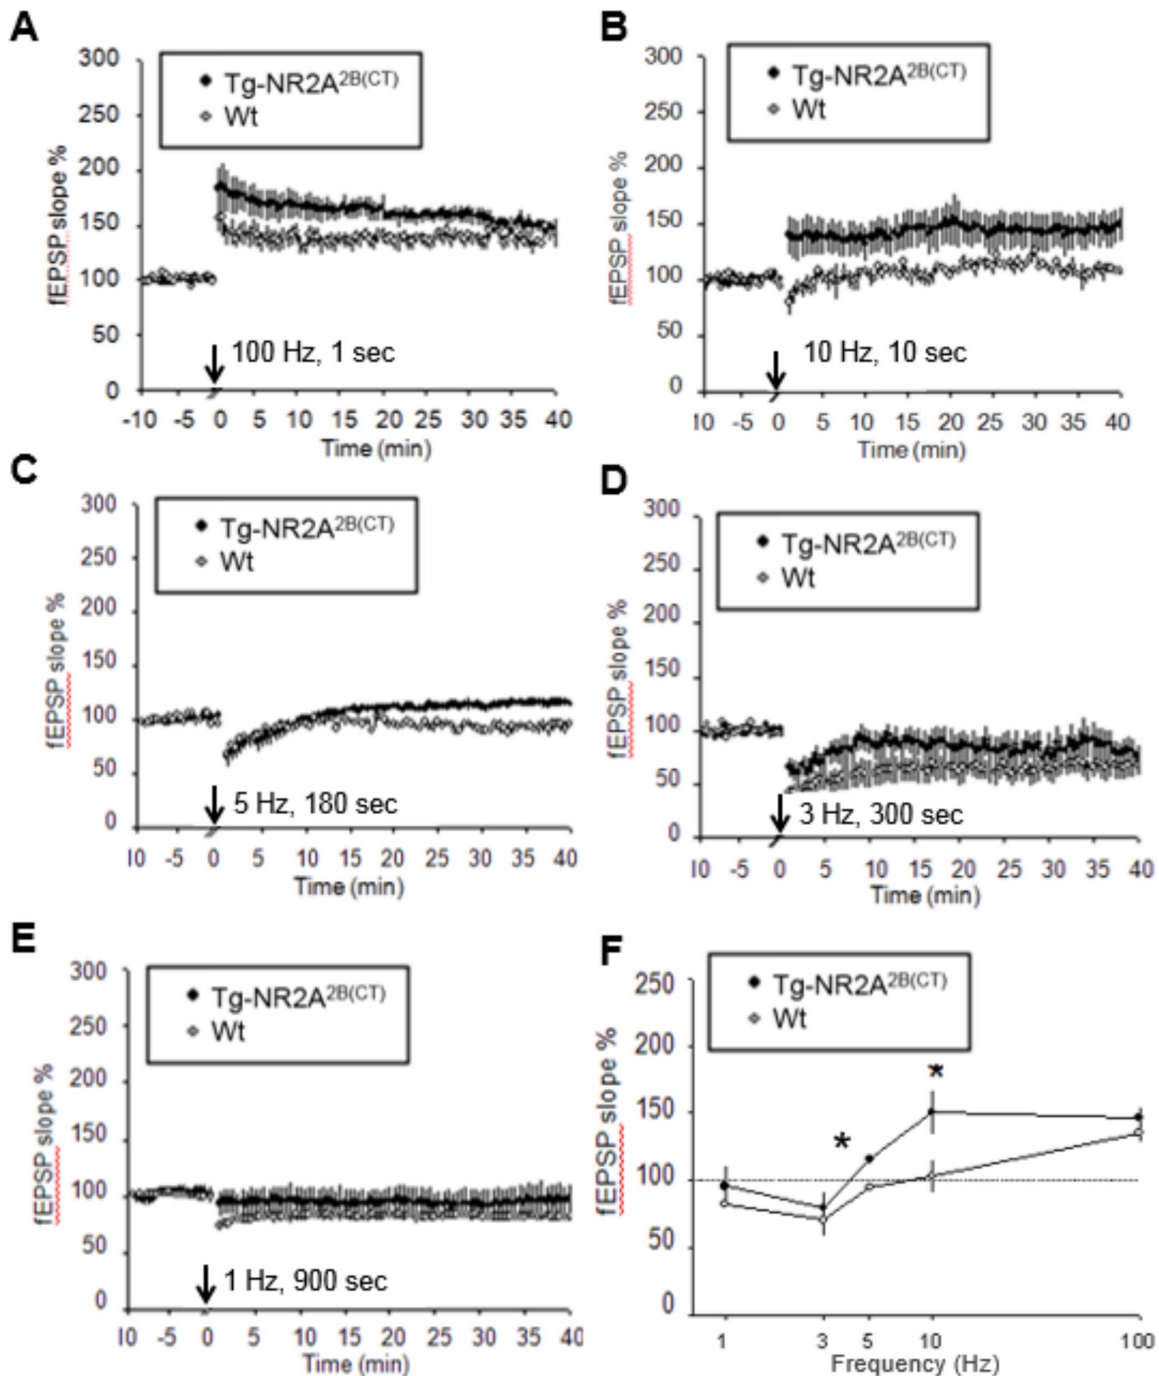 A
300
250
200
150
100
50
0
fEPSP slope %
Tg-NR2A2B(CT)
Wt
100 Hz, 1 sec
-10 -5 0 5 10 15 20 25 30 35 40
Time (min)
B
300
250
200
150
100
50
0
fEPSP slope %
Tg-NR2A2B(CT)
Wt
10 Hz, 10 sec
10 -5 0 5 10 15 20 25 30 35 40
Time (min)
C
300
250
200
150
100
50
0
fEPSP slope %
Tg-NR2A2B(CT)
Wt
5 Hz, 180 sec
10 -5 0 5 10 15 20 25 30 35 40
Time (min)
D
300
250
200
150
100
50
0
fEPSP slope %
Tg-NR2A2B(CT)
Wt
3 Hz, 300 sec
10 -5 0 5 10 15 20 25 30 35 40
Time (min)
E
300
250
200
150
100
50
0
fEPSP slope %
Tg-NR2A2B(CT)
Wt
1 Hz, 900 sec
10 -5 0 5 10 15 20 25 30 35 40
Time (min)
F
250
200
150
100
50
0
fEPSP slope %
Tg-NR2A2B(CT)
Wt
*
*
1 3 5 10 100
Frequency (Hz)